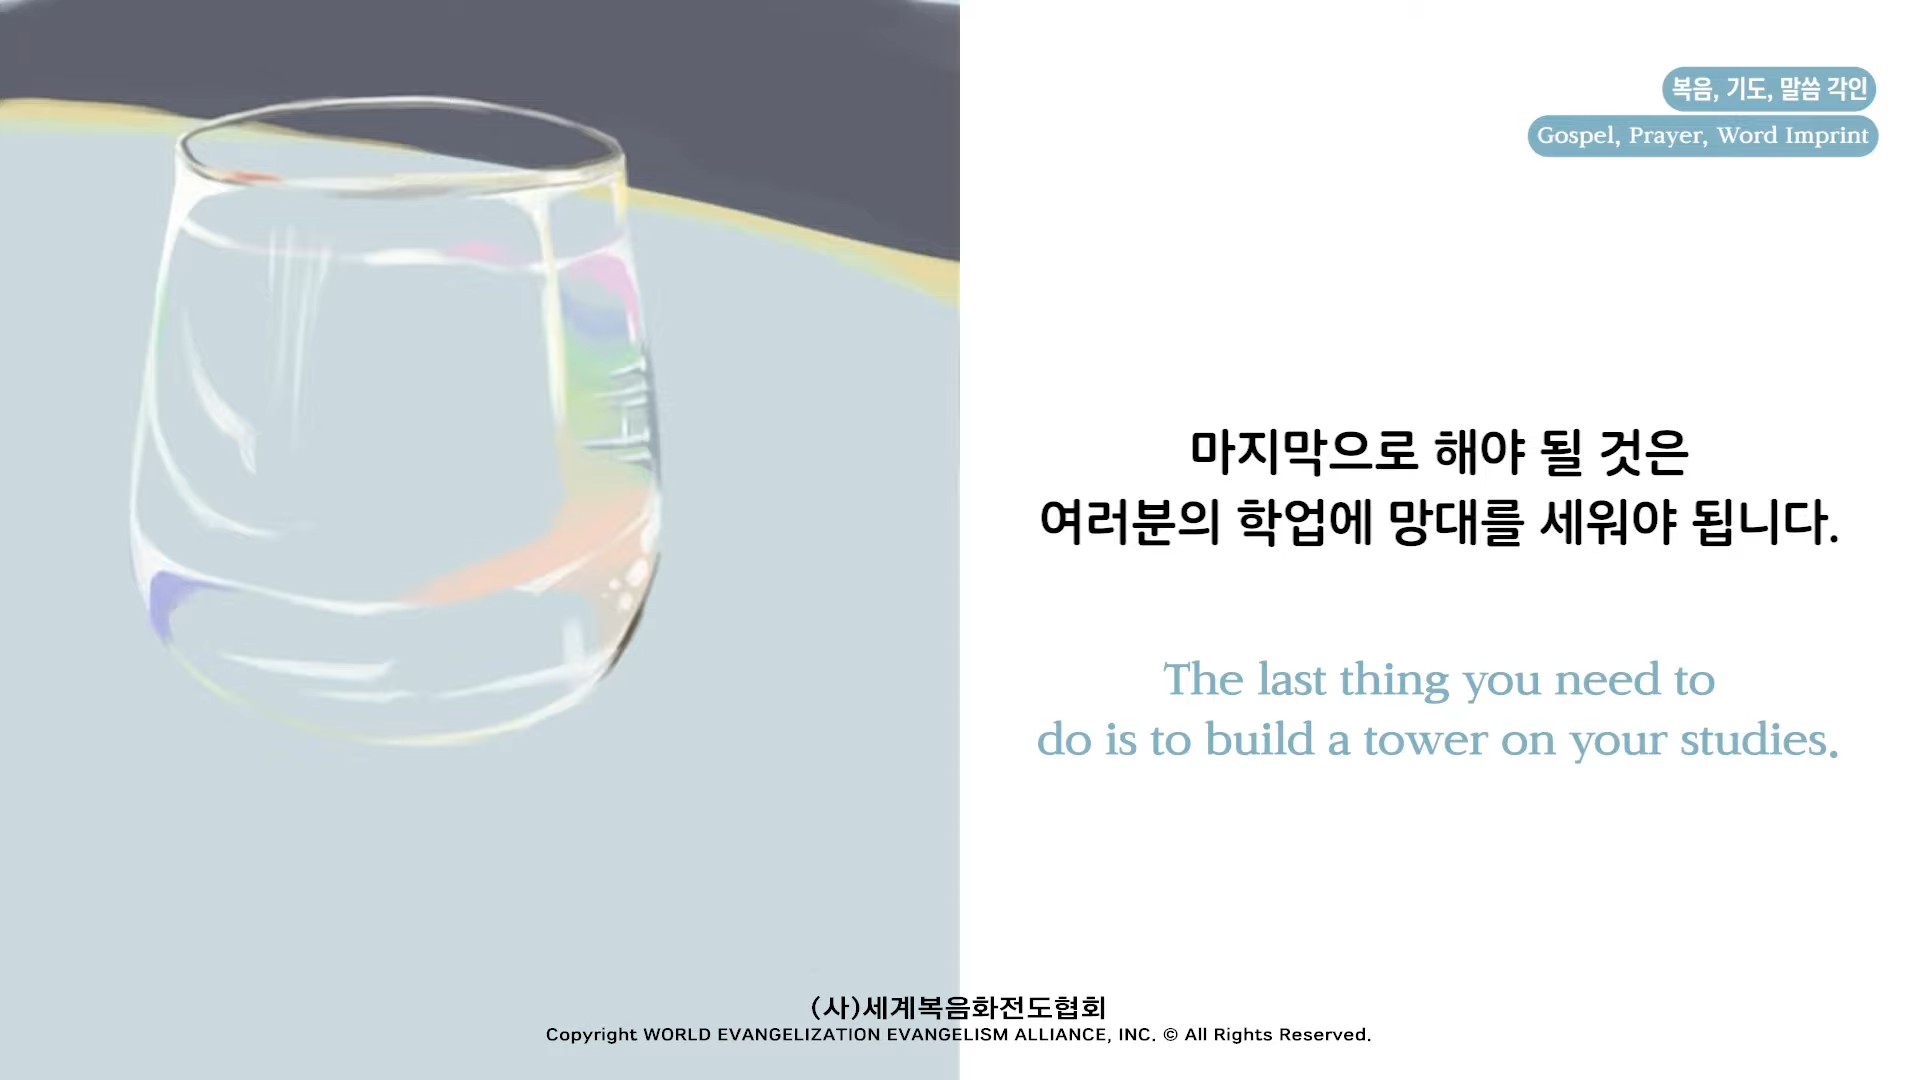 복음, 기도, 말씀 각인
Gospel, Prayer, Word Imprint
마지막으로 해야 될 것은
여러분의 학업에 망대를 세워야 됩니다.
The last thing you need to
do is to build a tower on your studies.
(사)세계복음화전도협회
Copyright WORLD EVANGELIZATION EVANGELISM ALLIANCE, INC. © All Rights Reserved.